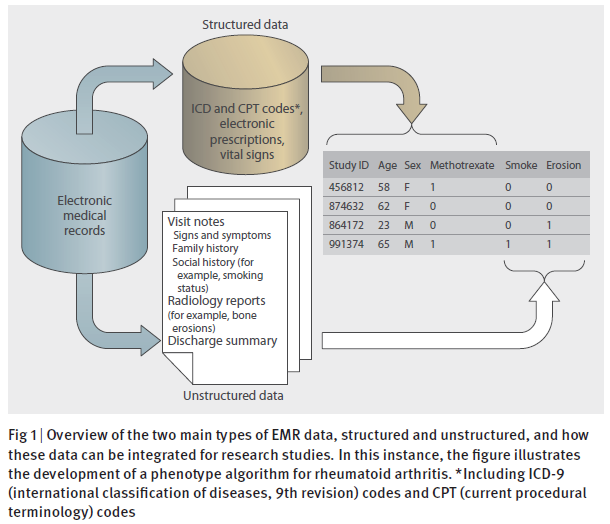 Structured data
ICD and CPT codes*,
electronic
prescriptions,
vital signs
Electronic
medical
records
Visit notes
Signs and symptoms
Family history
Social history (for
example, smoking
status)
Radiology reports
(for example, bone
erosions)
Discharge summary
Unstructured data
Study ID Age Sex Methotrexate Smoke Erosion
456812 58 F 1 0 0
874632 62 F 0 0 0
864172 23 M 0 0 1
991374 65 M 1 1 1
Fig 1 | Overview of the two main types of EMR data, structured and unstructured, and how
these data can be integrated for research studies. In this instance, the figure illustrates
the development of a phenotype algorithm for rheumatoid arthritis. *Including ICD-9
(international classification of diseases, 9th revision) codes and CPT (current procedural
terminology) codes